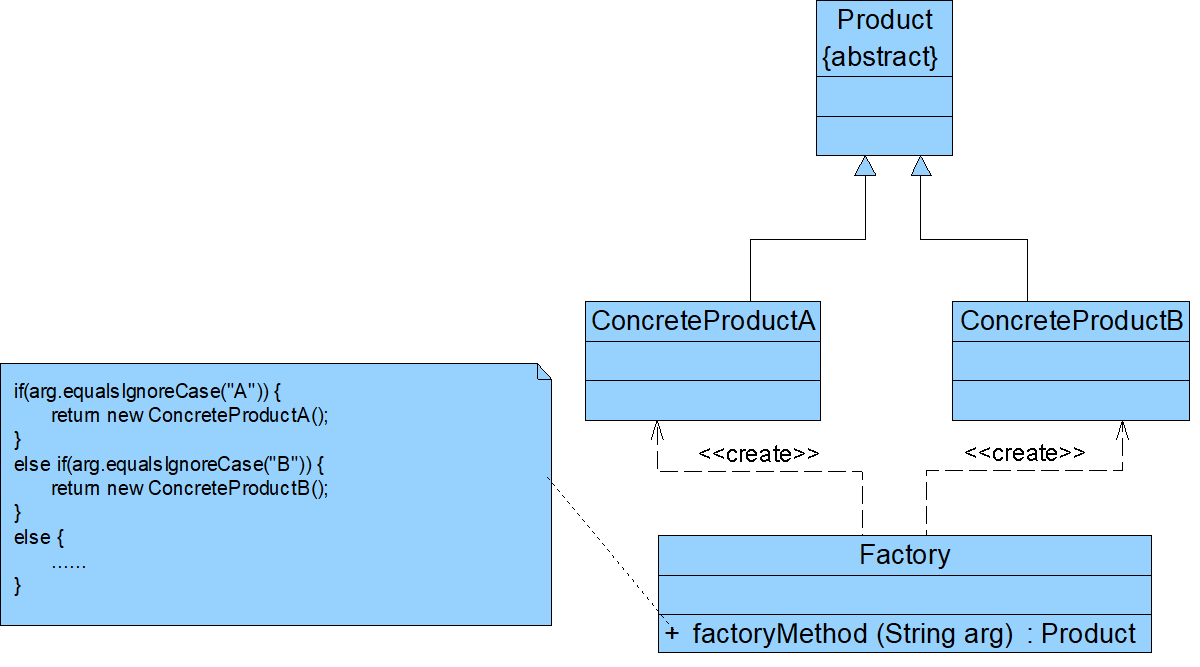 Product
{abstract}
ConcreteProductA
ConcreteProductB
if(arg.equalsIgnoreCase("A")) {
return new ConcreteProductA();
}
else if(arg.equalsIgnoreCase("B")) {
return new ConcreteProductB();
}
else {
......
}
<<create>>
<<create>>
Factory
+ factoryMethod (String arg) : Product